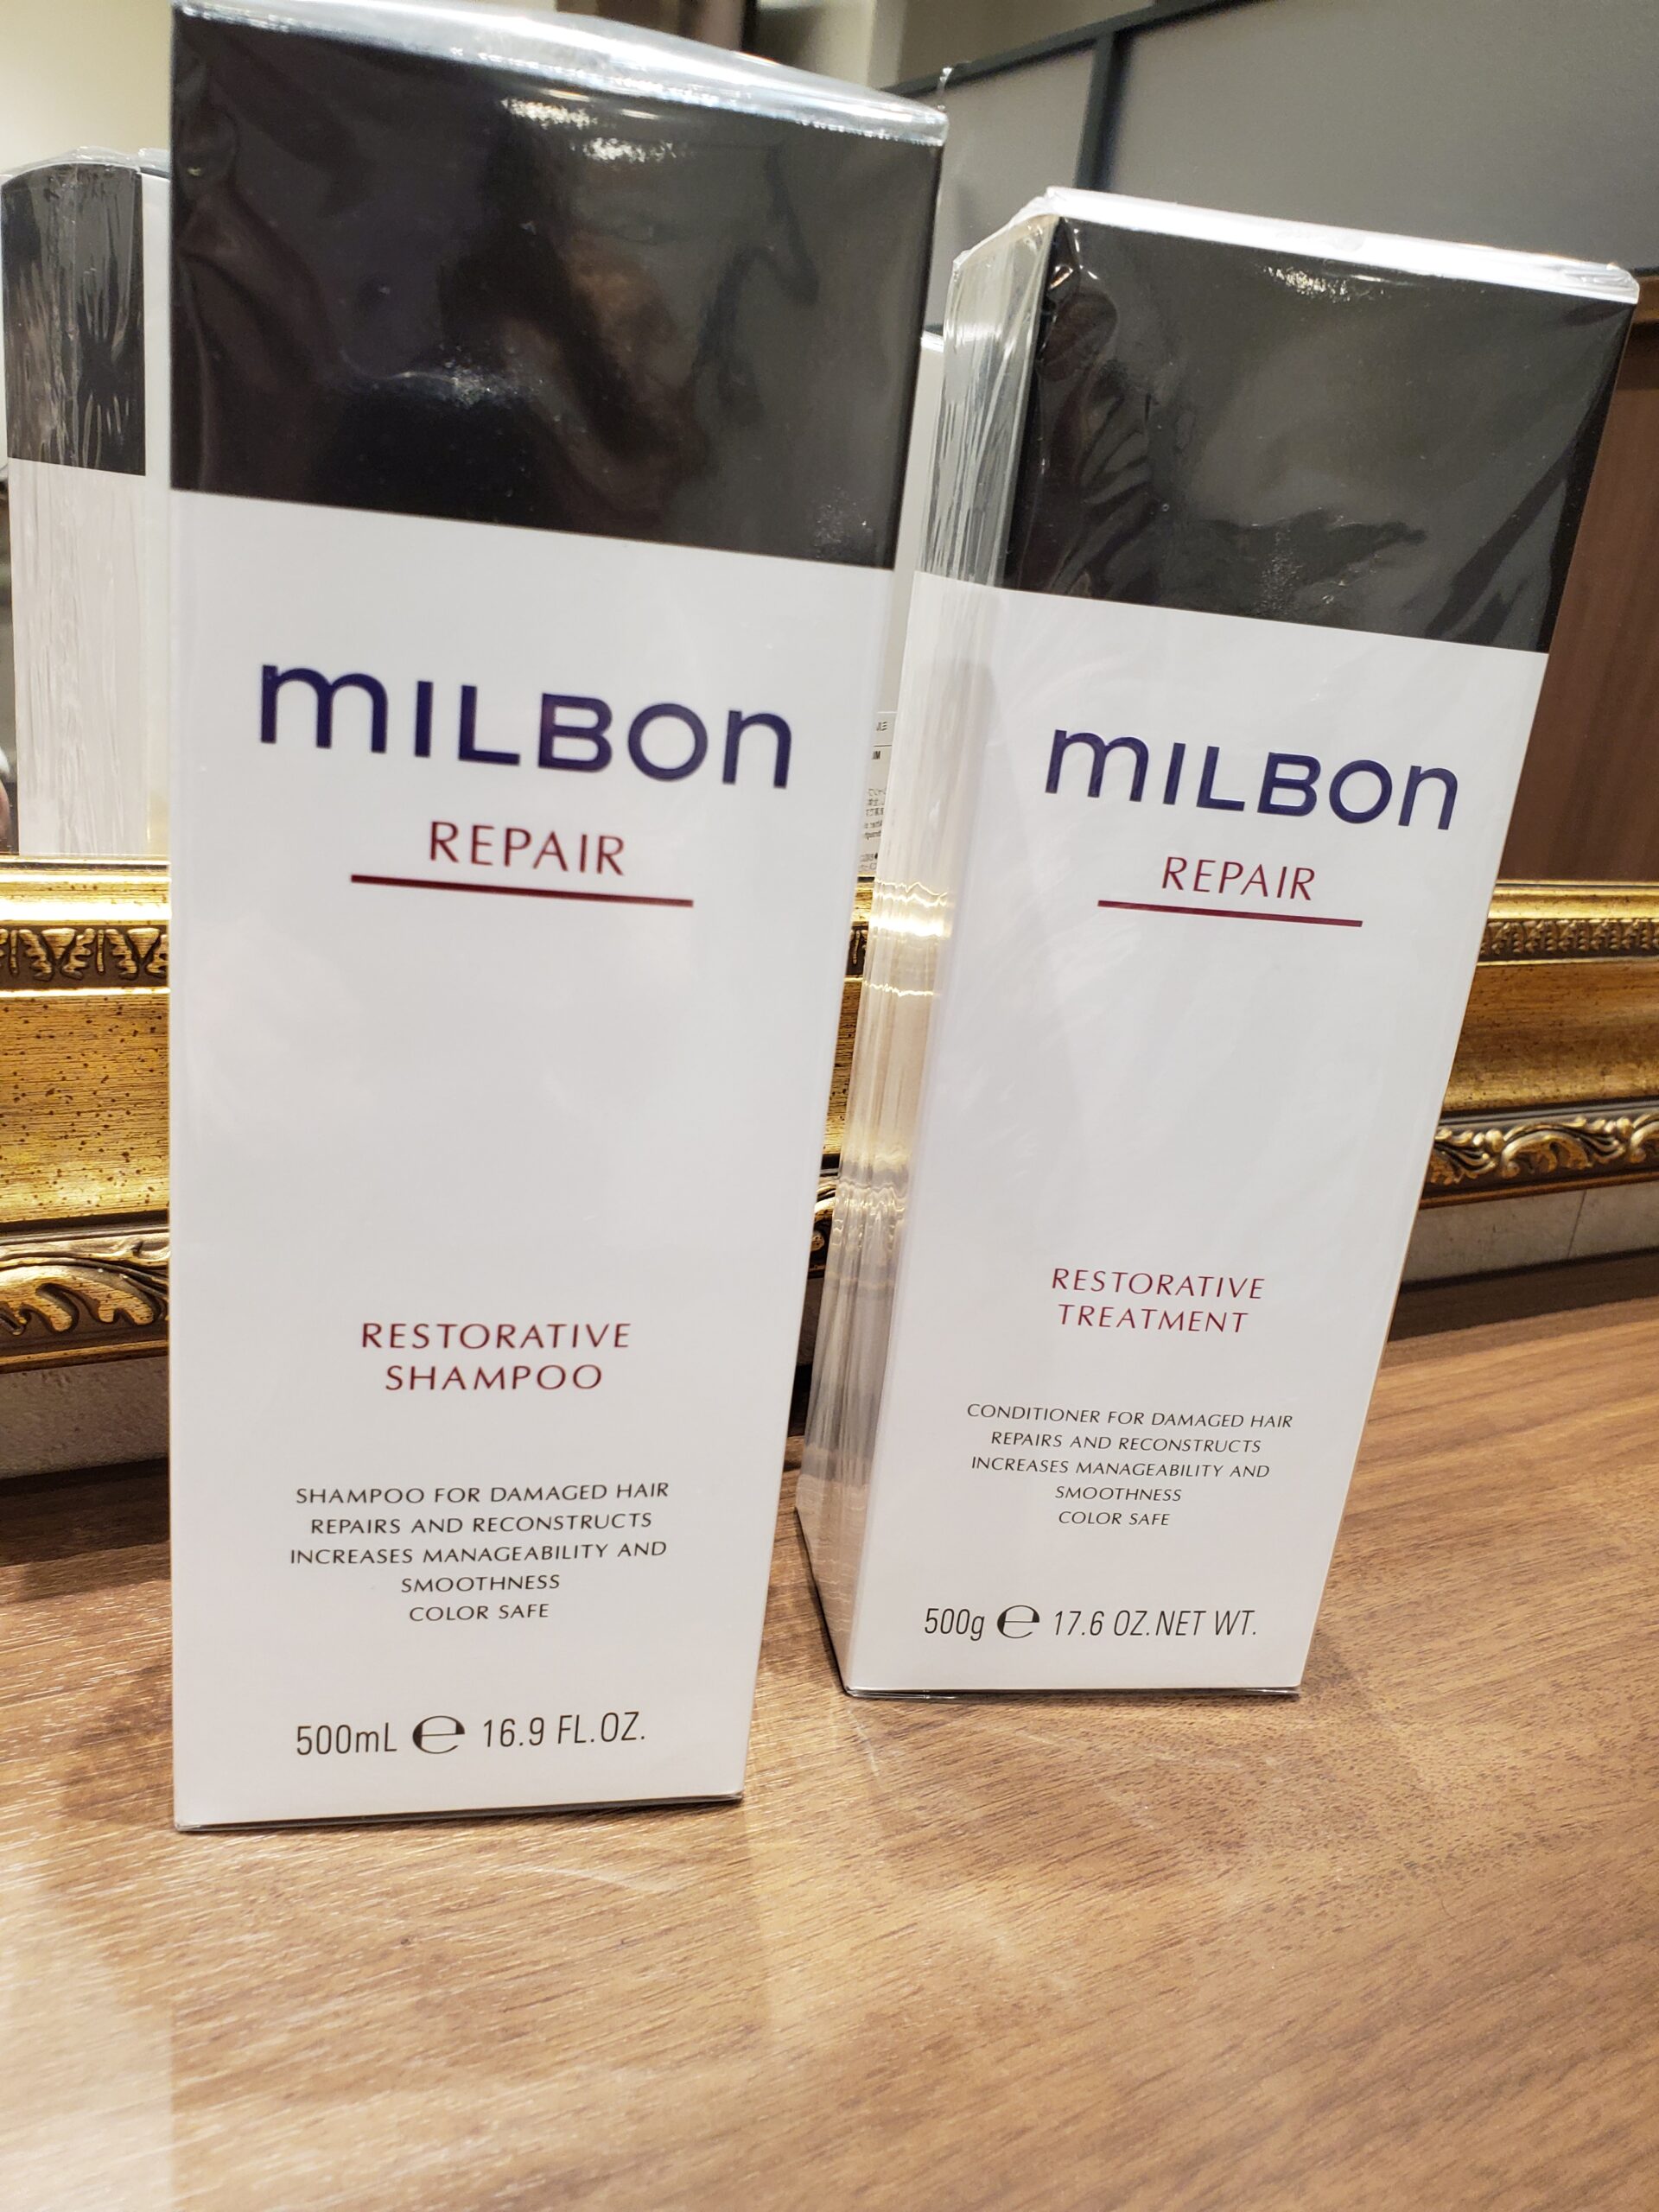 mILBON
REPAIR
RESTORATIVE
SHAMPOO
SHAMPOO FOR DAMAGED HAIR
REPAIRS AND RECONSTRUCTS
INCREASES MANAGEABILITY AND
SMOOTHNESS
COLOR SAFE
500mL e 16.9 FL.OZ.
mILBON
REPAIR
RESTORATIVE
TREATMENT
CONDITIONER FOR DAMAGED HAIR
REPAIRS AND RECONSTRUCTS
INCREASES MANAGEABILITY AND
SMOOTHNESS
COLOR SAFE
500g e 17.6 OZ.NET WT.